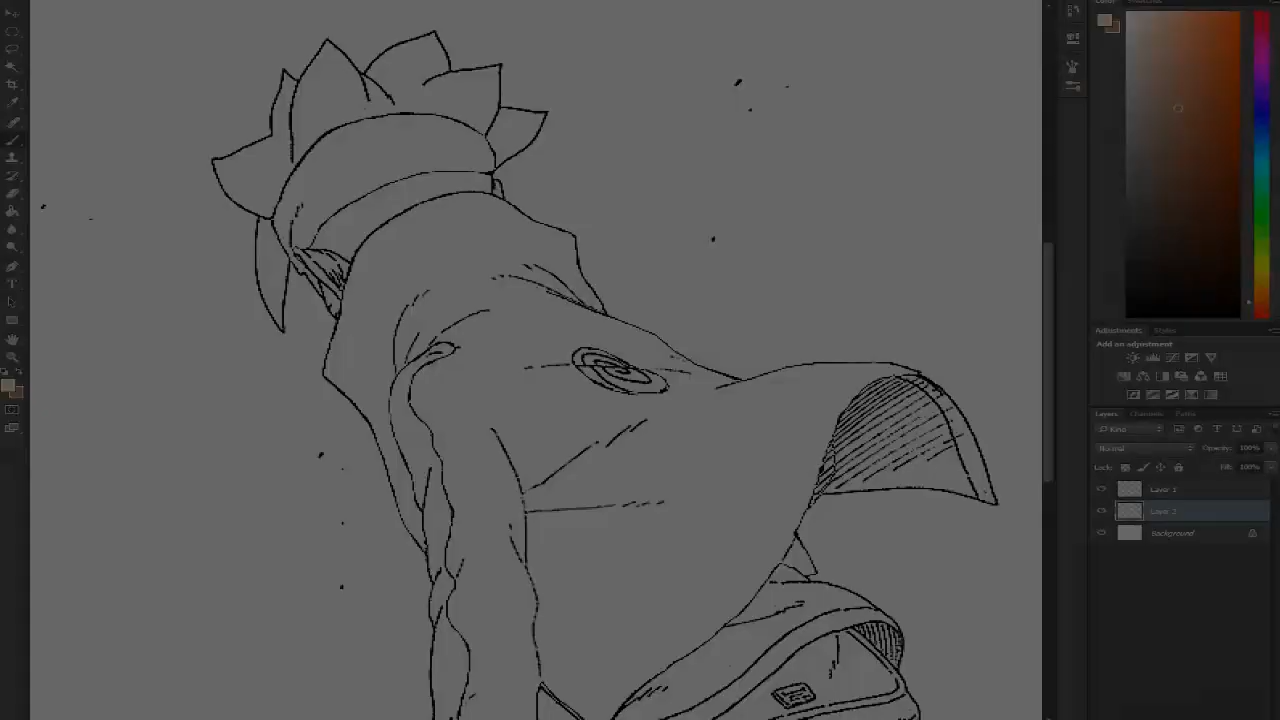 Color
Adjustments Styles
Add an adjustment
Layers Channels Paths
Kind
Normal Opacity: 100%
Lock: Fill: 100%
Layer 1
Layer 2
Background